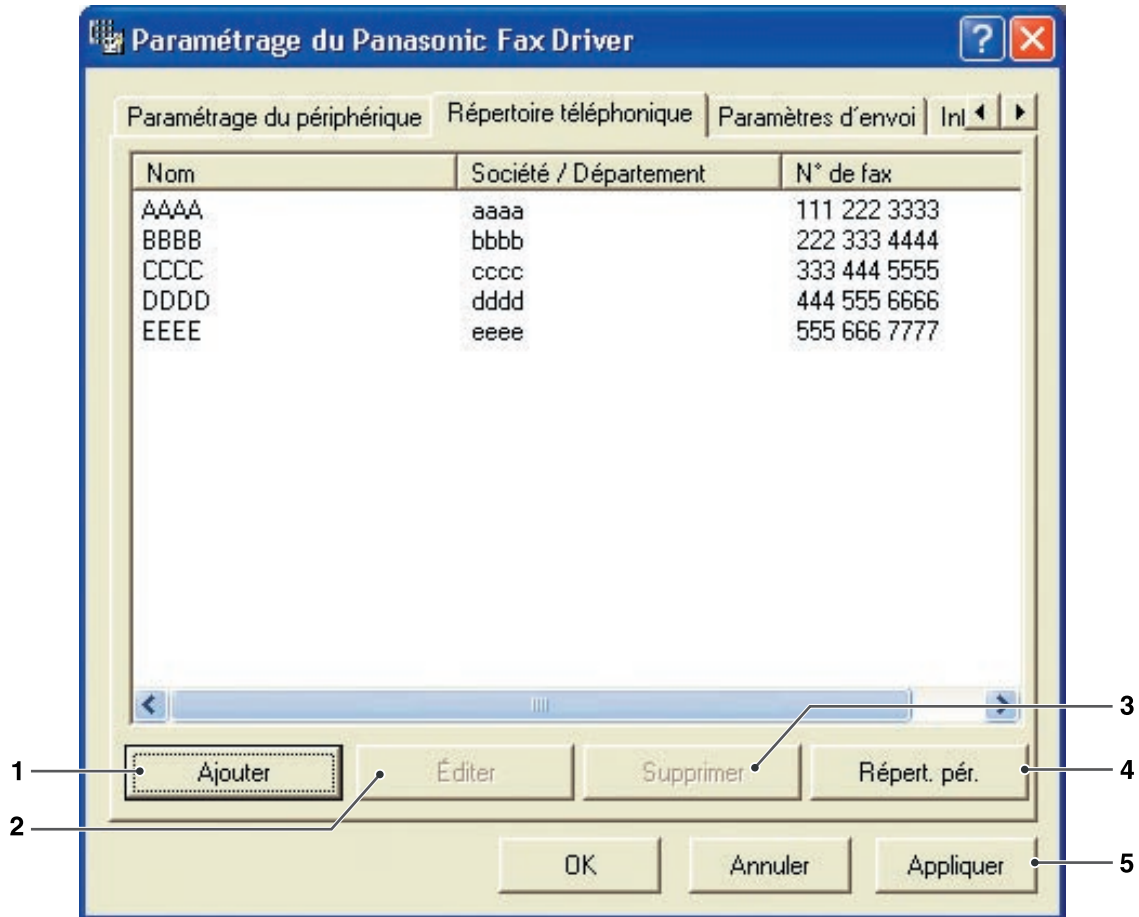 Paramétrage du Panasonic Fax Driver
Paramétrage du périphérique Répertoire téléphonique Paramètres d'envoi
Nom Société / Département N° de fax
AAAA aaaa 111 222 3333
BBBB bbbb 222 333 4444
CCCC cccc 333 444 5555
DDDD dddd 444 555 6666
EEEE eeee 555 666 7777
3
1 Ajouter Éditer Supprimer Répert. pér. 4
2
OK Annuler Appliquer 5